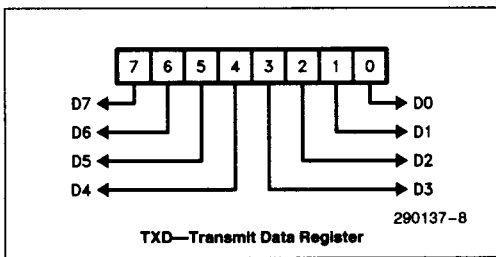 7 6 5 4 3 2 1 0
D7 D0
D6 D1
D5 D2
D4 D3
290137-8
TXD—Transmit Data Register